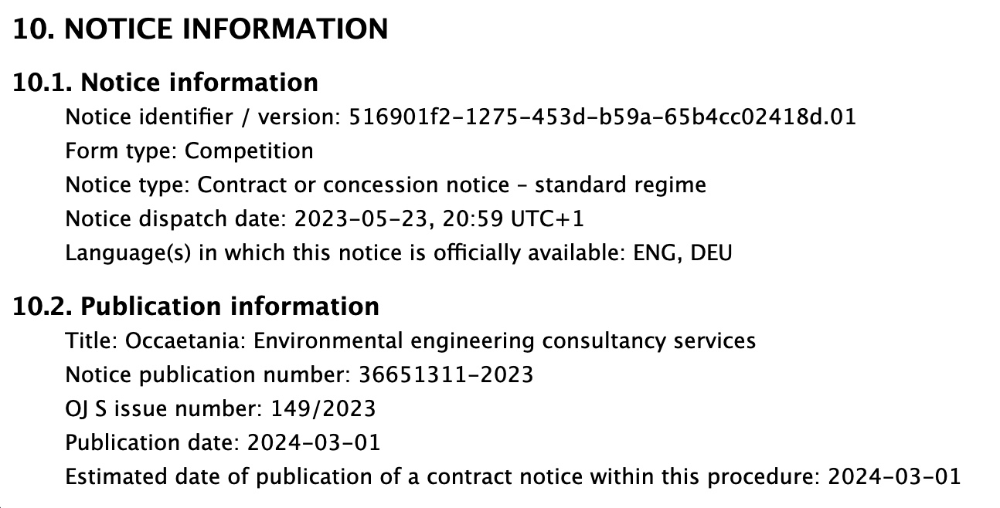 10. NOTICE INFORMATION
10.1. Notice information
Notice identifier / version: 516901f2-1275-453d-b59a-65b4cc02418d.01
Form type: Competition
Notice type: Contract or concession notice – standard regime
Notice dispatch date: 2023-05-23, 20:59 UTC+1
Language(s) in which this notice is officially available: ENG, DEU
10.2. Publication information
Title: Occaetania: Environmental engineering consultancy services
Notice publication number: 36651311-2023
OJ S issue number: 149/2023
Publication date: 2024-03-01
Estimated date of publication of a contract notice within this procedure: 2024-03-01